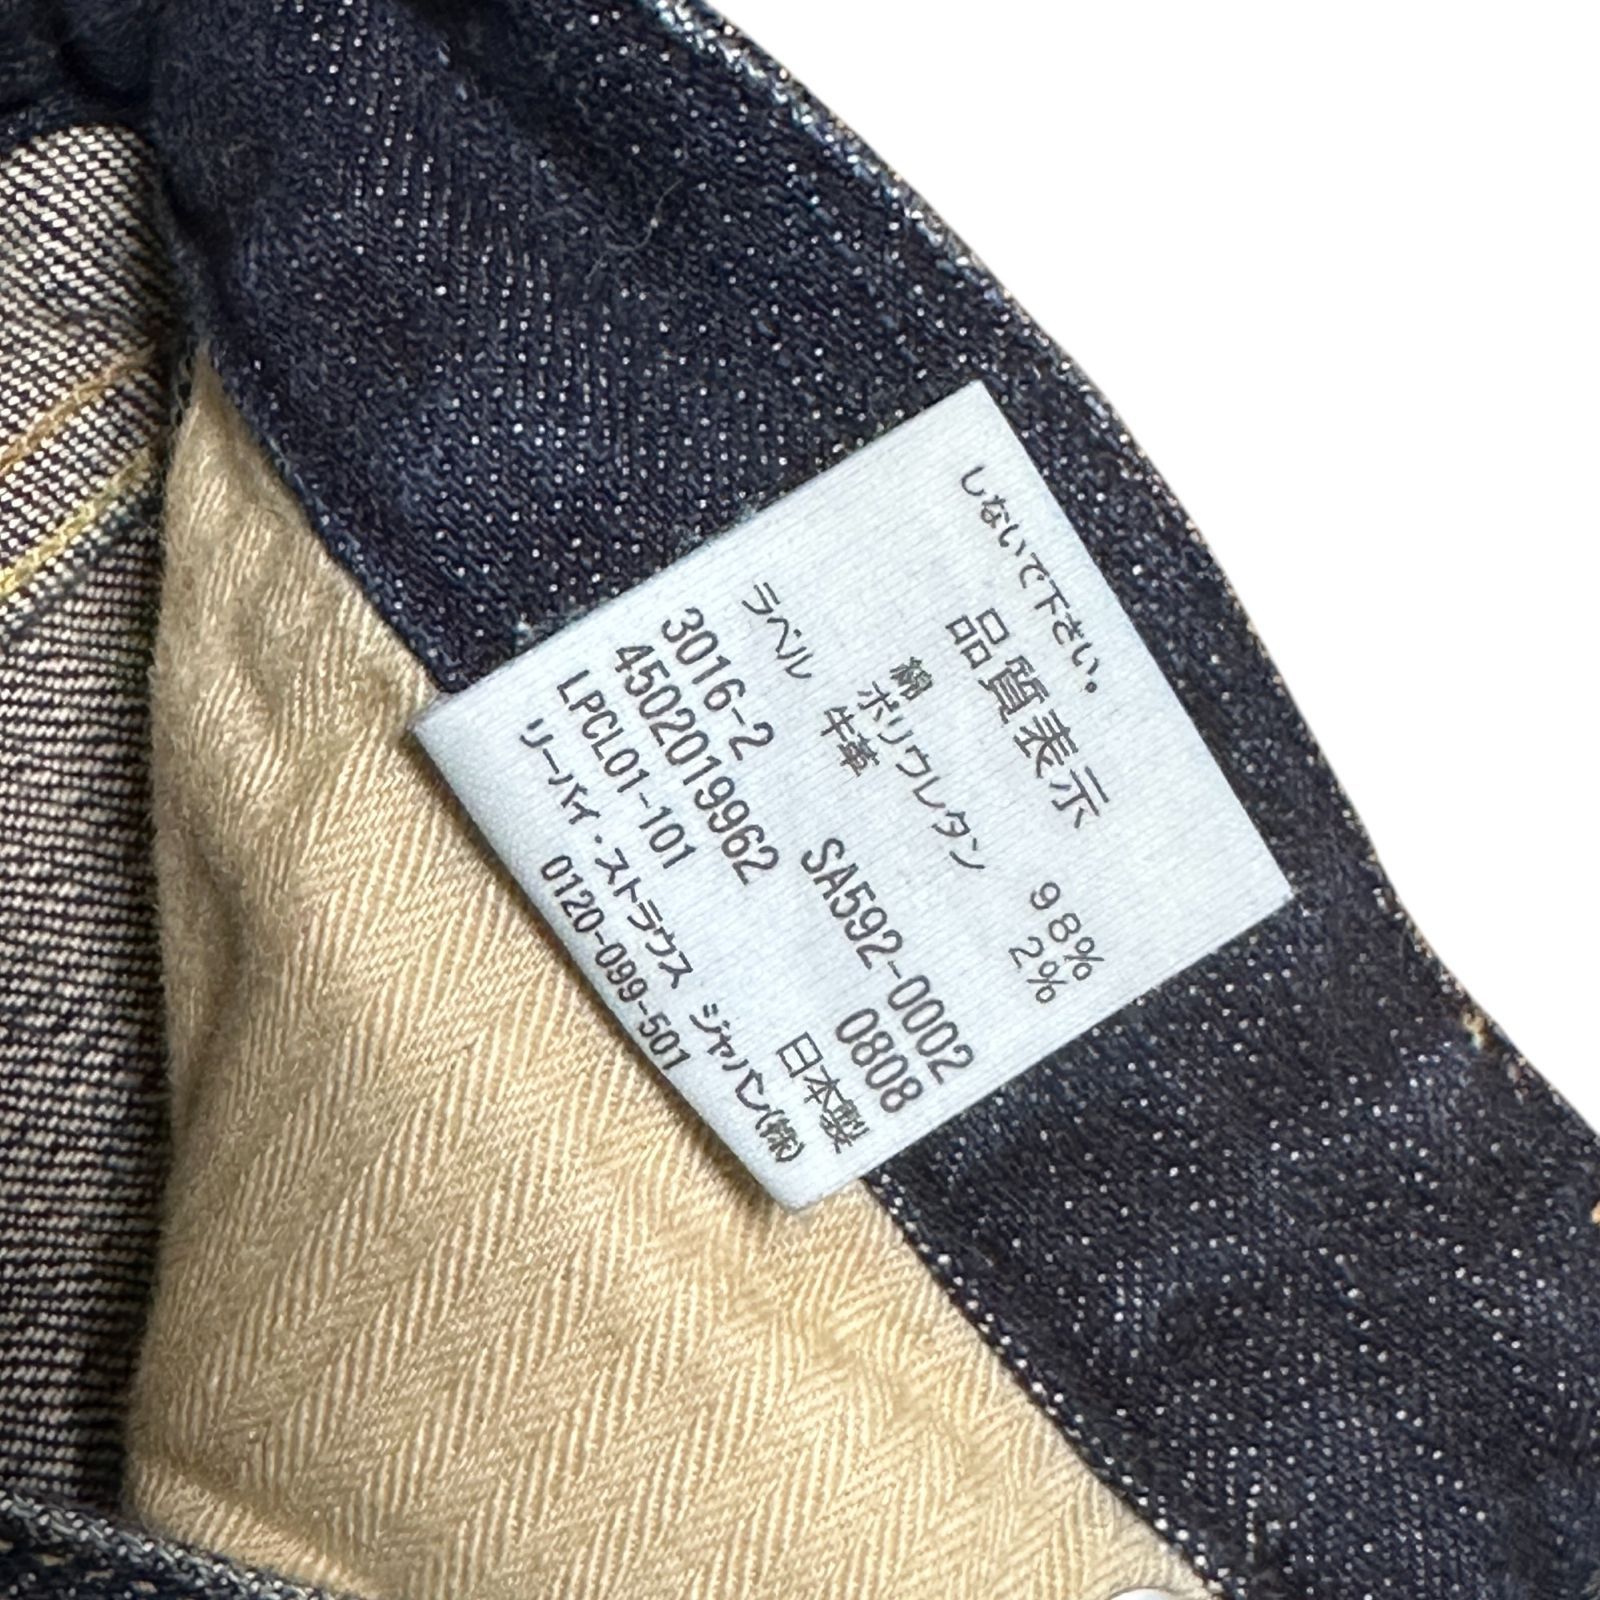 しないで下さい。
品質表示
綿 98%
ポリウレタン 2%
牛革
ラベル SA592-0002
3016-2 0808
4502019962 日本製
LPCL01-101
リーバイ・ストラウス ジャパン(株)
0120-099-501